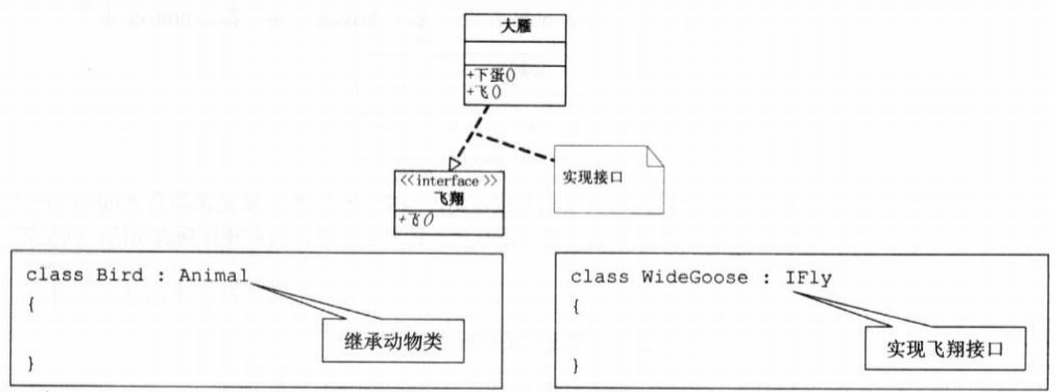 大雁
+下蛋()
+飞()
实现接口
<<interface>>
飞翔
+飞()
class Bird : Animal
{
继承动物类
}
class WideGoose : IFly
{
实现飞翔接口
}